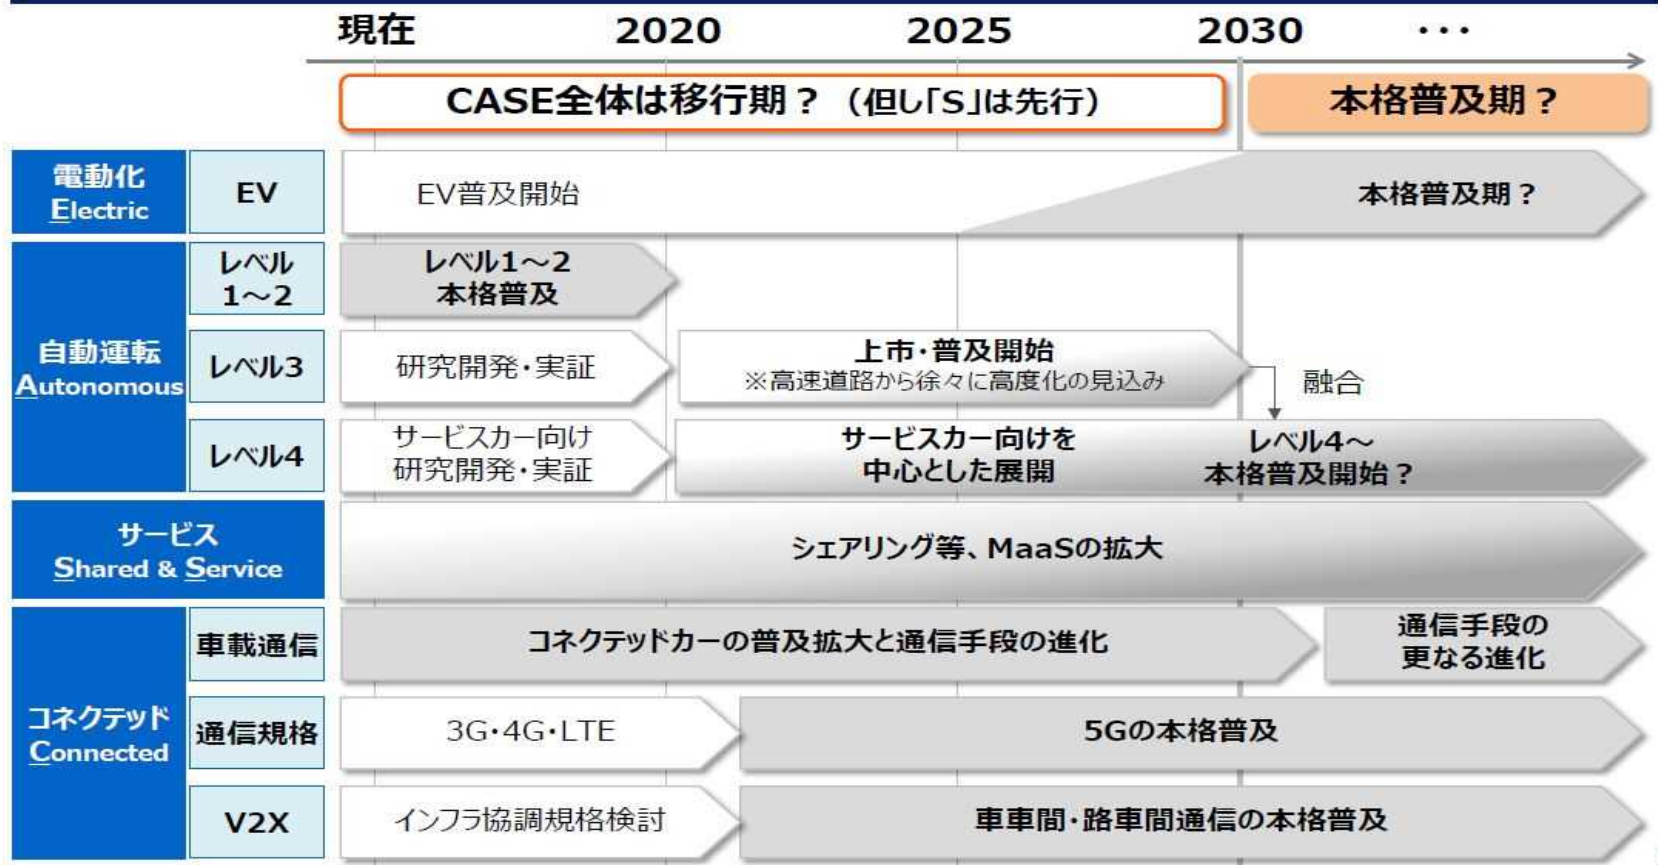 現在
2020
2025
2030
・・・
CASE全体は移行期？（但し「S」は先行）
本格普及期？
電動化
Electric
EV
EV普及開始
本格普及期？
自動運転
Autonomous
レベル
1～2
レベル1～2
本格普及
レベル3
研究開発・実証
上市・普及開始
※高速道路から徐々に高度化の見込み
融合
レベル4
サービスカー向け
研究開発・実証
サービスカー向けを
中心とした展開
レベル4～
本格普及開始？
サービス
Shared & Service
シェアリング等、MaaSの拡大
コネクテッド
Connected
車載通信
コネクテッドカーの普及拡大と通信手段の進化
通信手段の
更なる進化
通信規格
3G・4G・LTE
5Gの本格普及
V2X
インフラ協調規格検討
車車間・路車間通信の本格普及